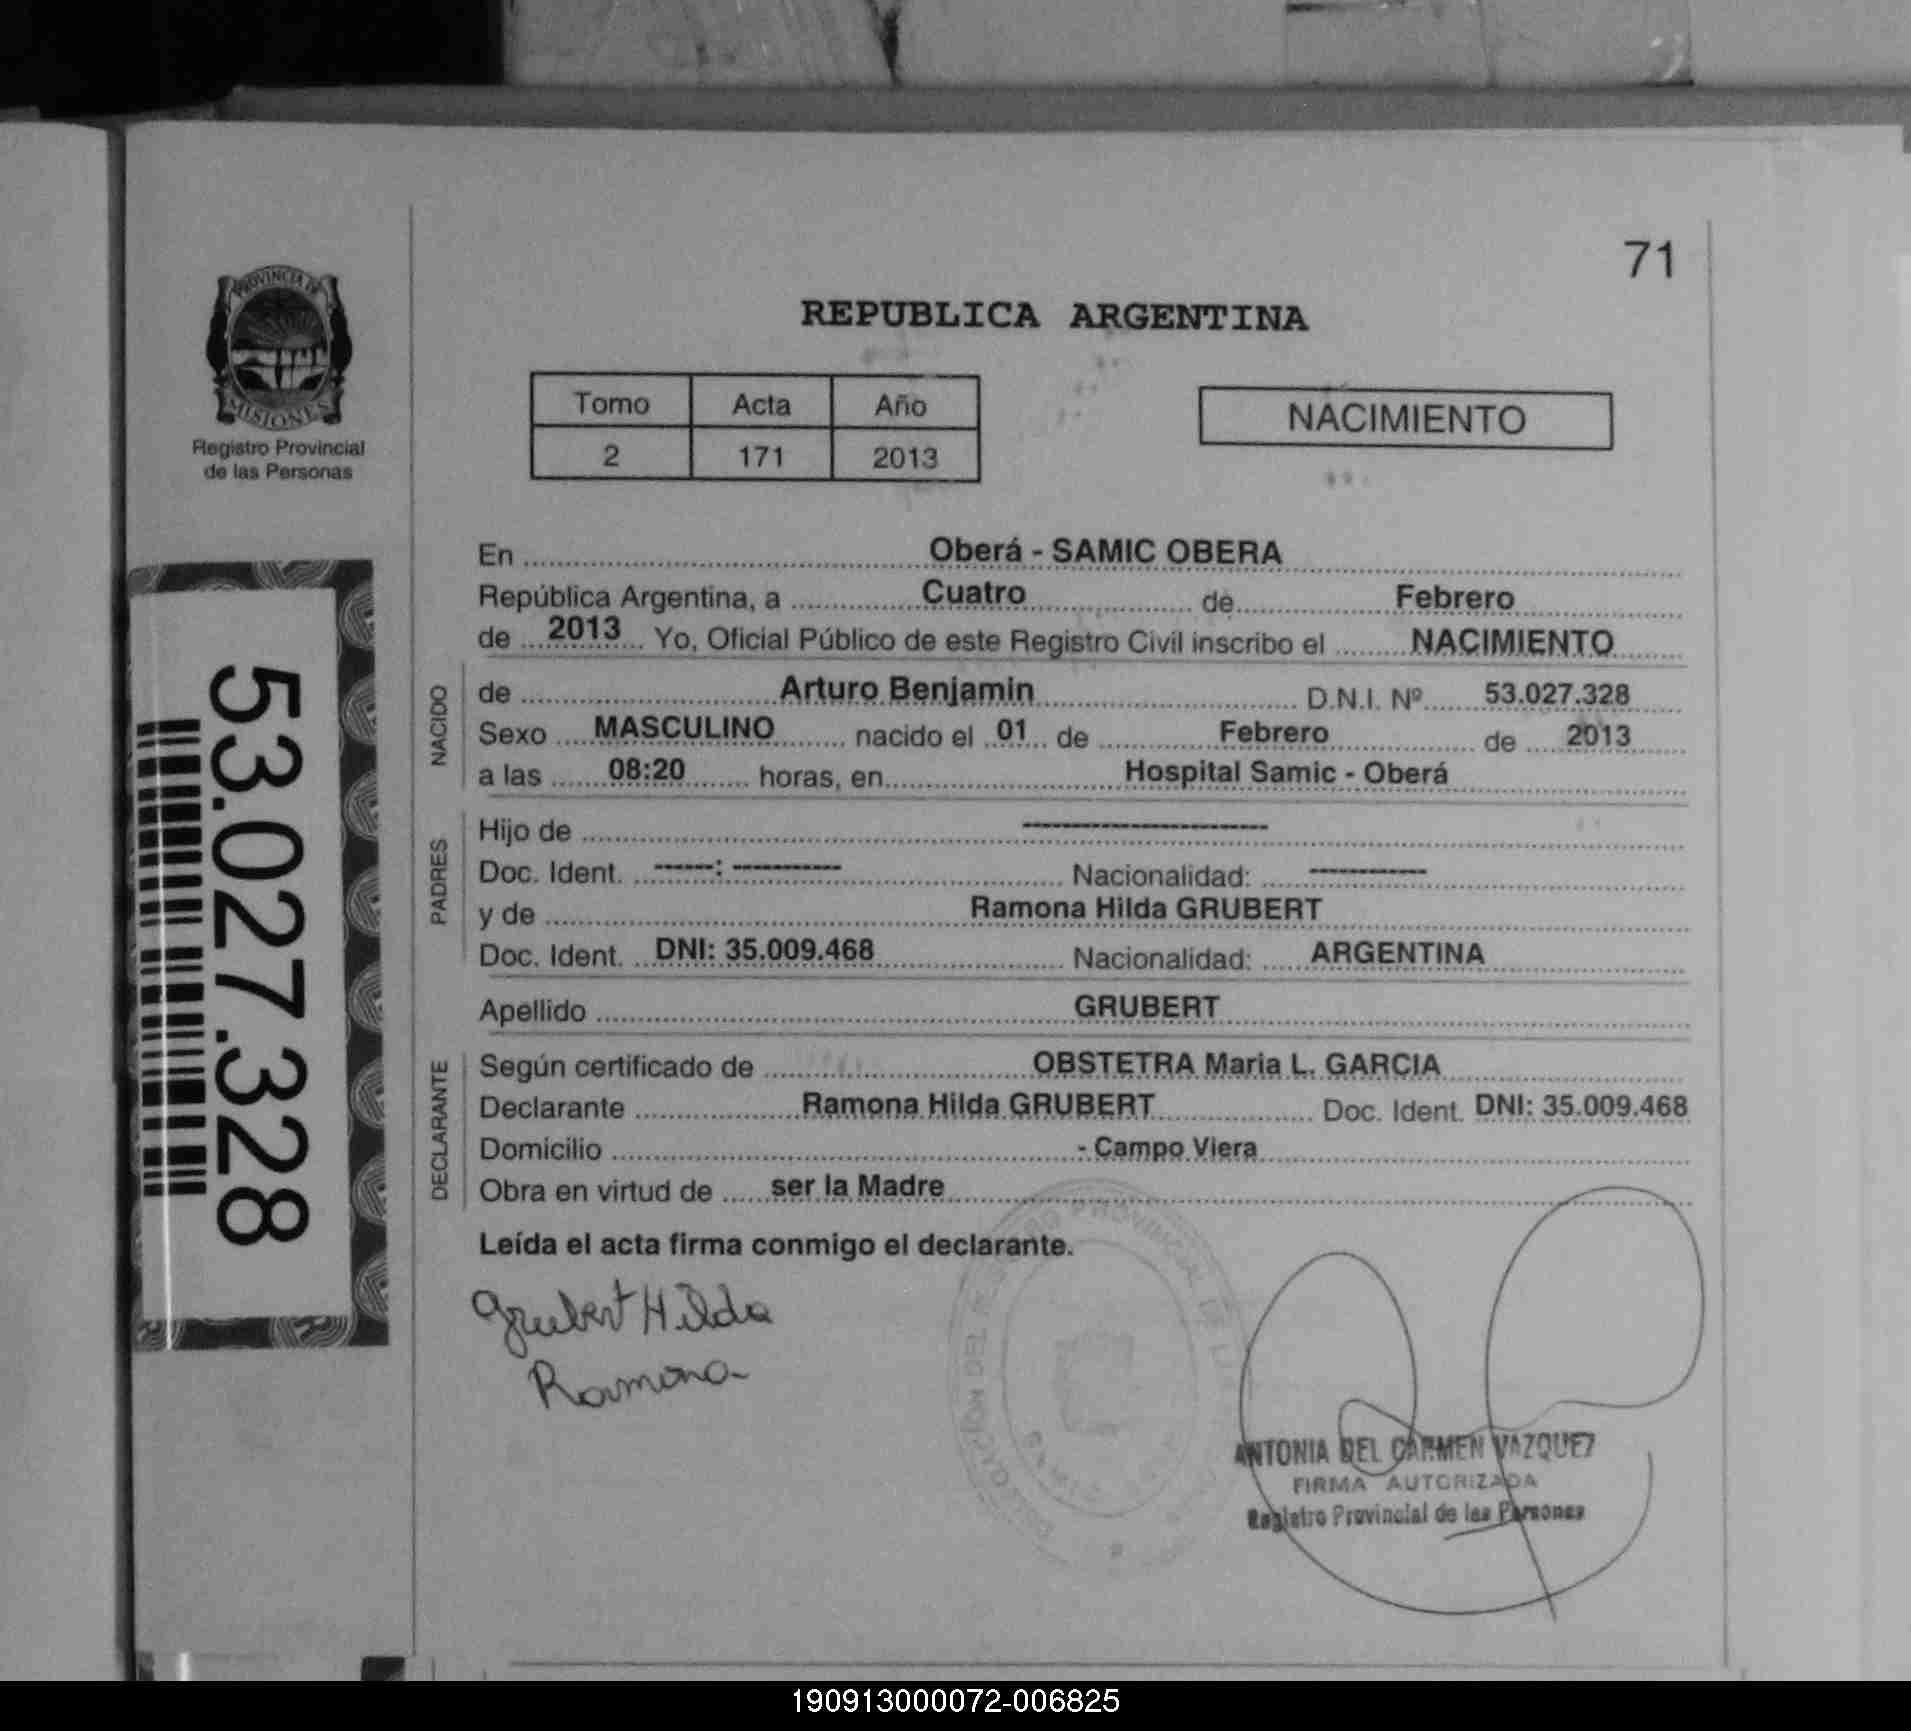 71
PROVINCIA DE
MISIONES
Registro Provincial
de las Personas
REPUBLICA ARGENTINA
Tomo Acta Año
2 171 2013
NACIMIENTO
53.027.328
En Oberá - SAMIC OBERA
República Argentina, a Cuatro de Febrero
de 2013 Yo, Oficial Público de este Registro Civil inscribo el NACIMIENTO
NACIDO
de Arturo Benjamin D.N.I. Nº 53.027.328
Sexo MASCULINO nacido el 01 de Febrero de 2013
a las 08:20 horas, en Hospital Samic - Oberá
PADRES
Hijo de -----------------------
Doc. Ident. ------: ----------- Nacionalidad: ------------
y de Ramona Hilda GRUBERT
Doc. Ident. DNI: 35.009.468 Nacionalidad: ARGENTINA
Apellido GRUBERT
DECLARANTE
Según certificado de OBSTETRA Maria L. GARCIA
Declarante Ramona Hilda GRUBERT Doc. Ident. DNI: 35.009.468
Domicilio - Campo Viera
Obra en virtud de ser la Madre
Leída el acta firma conmigo el declarante.
Grubert Hilda
Ramona
ANTONIA DEL CARMEN VAZQUEZ
FIRMA AUTORIZADA
Registro Provincial de las Personas
190913000072-006825